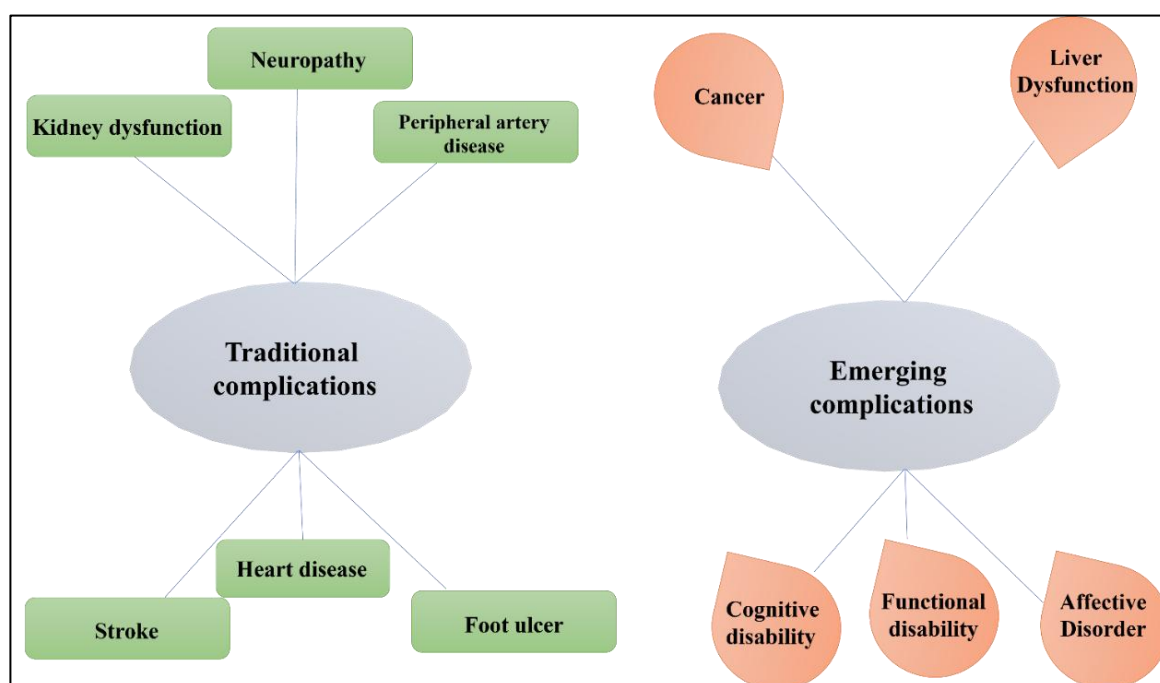 Neuropathy
Kidney dysfunction
Peripheral artery
disease
Traditional
complications
Heart disease
Stroke
Foot ulcer
Cancer
Liver
Dysfunction
Emerging
complications
Cognitive
disability
Functional
disability
Affective
Disorder